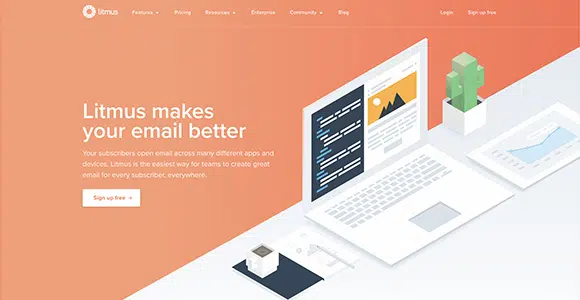 litmus
Features
Pricing
Resources
Enterprise
Community
Blog
Login
Sign up free
Litmus makes
your email better
Your subscribers open email across many different apps and
devices. Litmus is the easiest way for teams to create great
email for every subscriber, everywhere.
Sign up free →